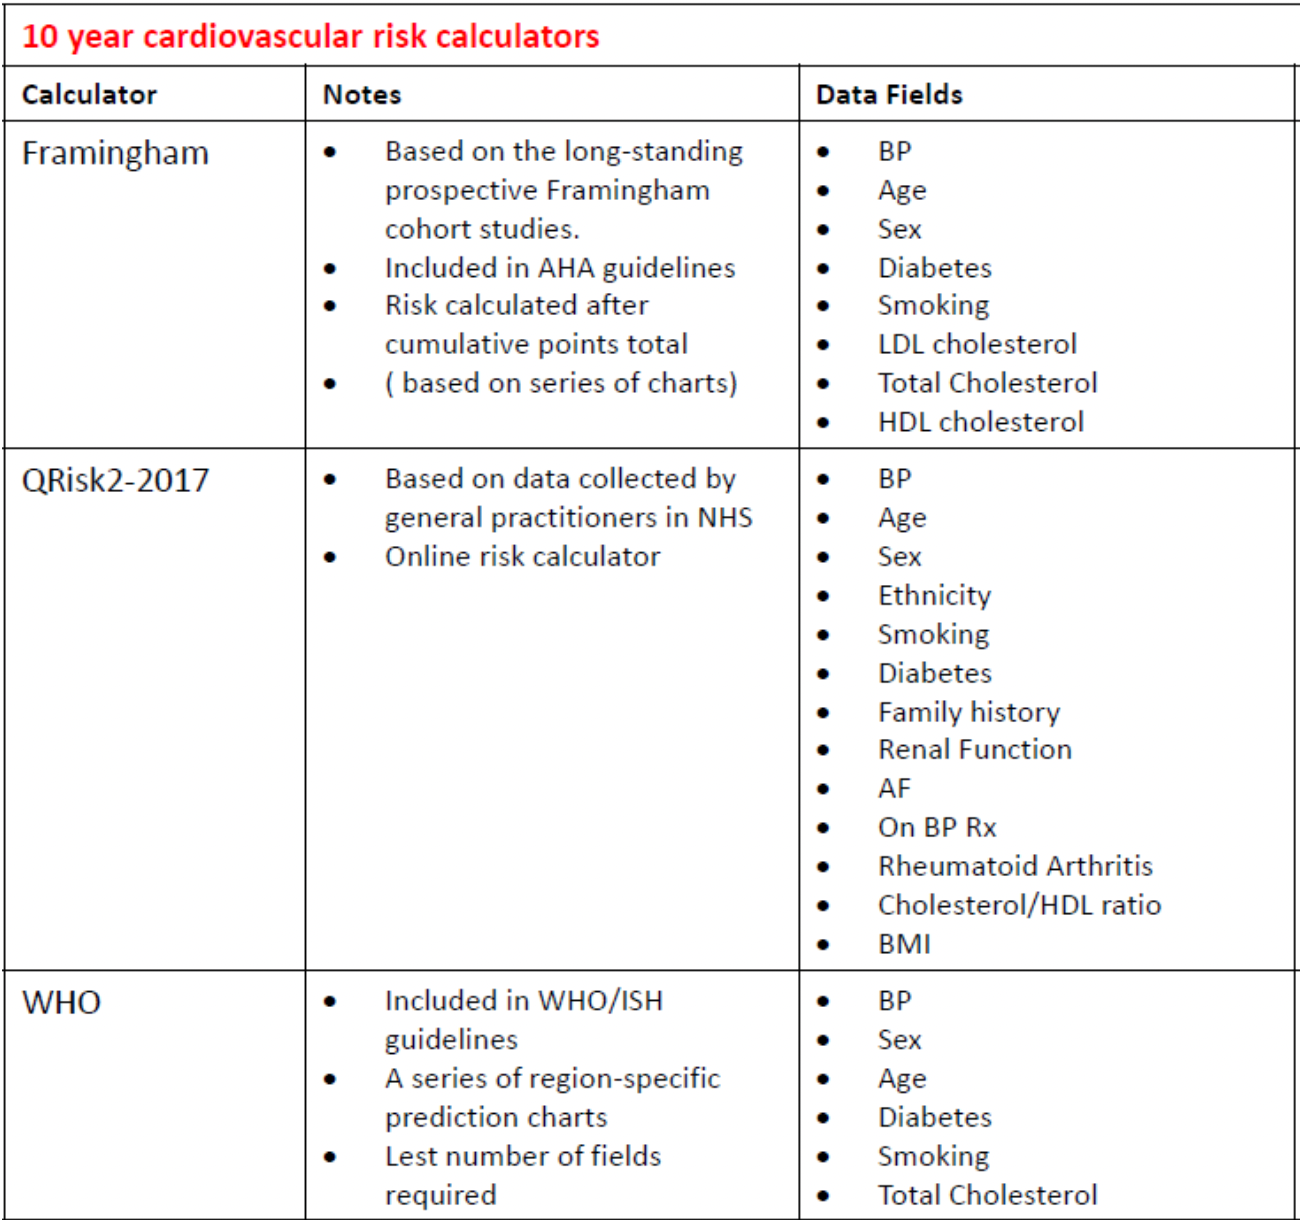 10 year cardiovascular risk calculators
Calculator
Notes
Data Fields
Framingham
• Based on the long-standing
prospective Framingham
cohort studies.
• Included in AHA guidelines
• Risk calculated after
cumulative points total
• ( based on series of charts)
• BP
• Age
• Sex
• Diabetes
• Smoking
• LDL cholesterol
• Total Cholesterol
• HDL cholesterol
QRisk2-2017
• Based on data collected by
general practitioners in NHS
• Online risk calculator
• BP
• Age
• Sex
• Ethnicity
• Smoking
• Diabetes
• Family history
• Renal Function
• AF
• On BP Rx
• Rheumatoid Arthritis
• Cholesterol/HDL ratio
• BMI
WHO
• Included in WHO/ISH
guidelines
• A series of region-specific
prediction charts
• Lest number of fields
required
• BP
• Sex
• Age
• Diabetes
• Smoking
• Total Cholesterol